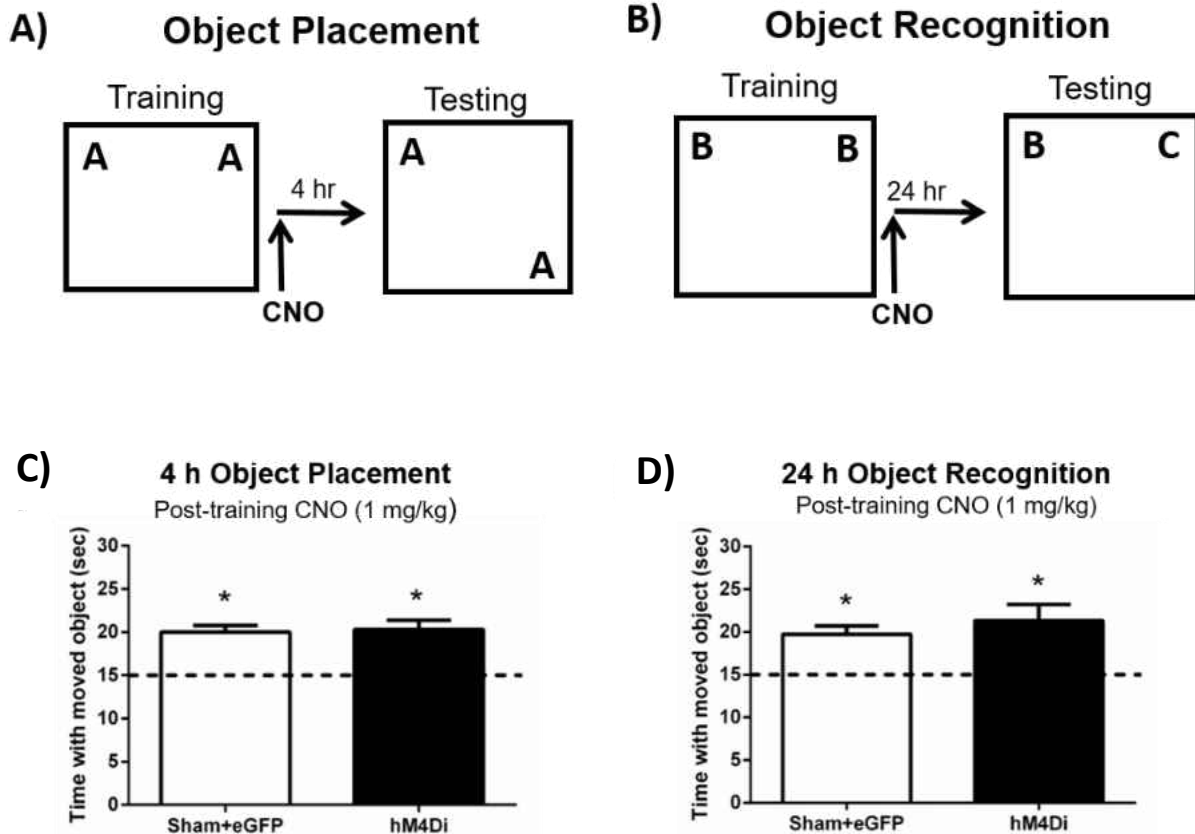 A)
Object Placement
Training
Testing
A A
4 hr
CNO
A
A
B)
Object Recognition
Training
Testing
B B
24 hr
CNO
B C
C)
4 h Object Placement
Post-training CNO (1 mg/kg)
Time with moved object (sec)
30
25
20
15
10
5
0
* *
Sham+eGFP hM4Di
D)
24 h Object Recognition
Post-training CNO (1 mg/kg)
Time with moved object (sec)
30
25
20
15
10
5
0
* *
Sham+eGFP hM4Di